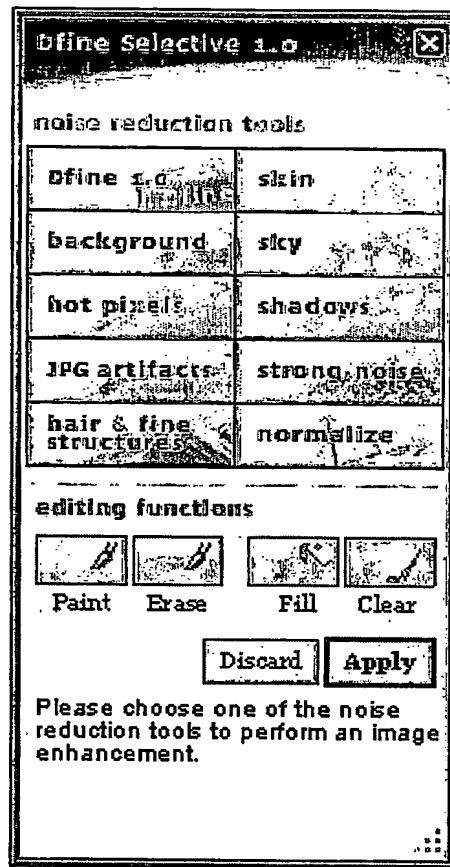 Dfine Selective 1.0
noise reduction tools
Dfine 1.0
skin
background
sky
hot pixels
shadows
JPG artifacts
strong noise
hair & fine
structures
normalize
editing functions
Paint Erase Fill Clear
Discard Apply
Please choose one of the noise
reduction tools to perform an image
enhancement.